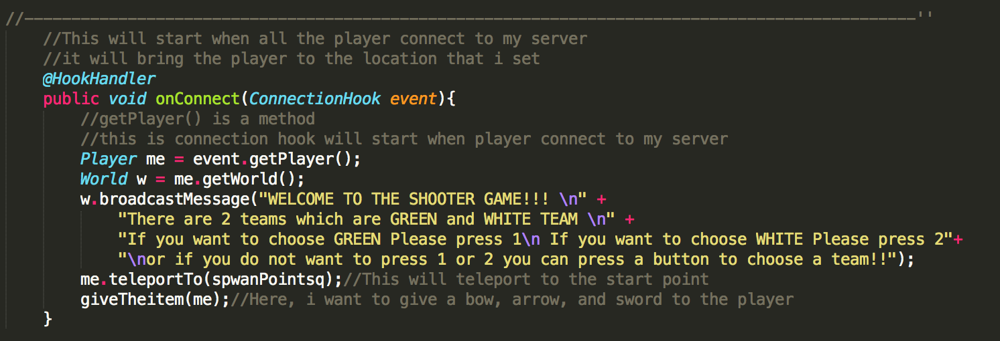 //———————————————————————————————————————————————————————————————————————————————————————————————''
//This will start when all the player connect to my server
//it will bring the player to the location that i set
@HookHandler
public void onConnect(ConnectionHook event){
//getPlayer() is a method
//this is connection hook will start when player connect to my server
Player me = event.getPlayer();
World w = me.getWorld();
w.broadcastMessage("WELCOME TO THE SHOOTER GAME!!! \n" +
"There are 2 teams which are GREEN and WHITE TEAM \n" +
"If you want to choose GREEN Please press 1\n If you want to choose WHITE Please press 2"+
"\nor if you do not want to press 1 or 2 you can press a button to choose a team!!");
me.teleportTo(spwanPointsq);//This will teleport to the start point
giveTheitem(me);//Here, i want to give a bow, arrow, and sword to the player
}